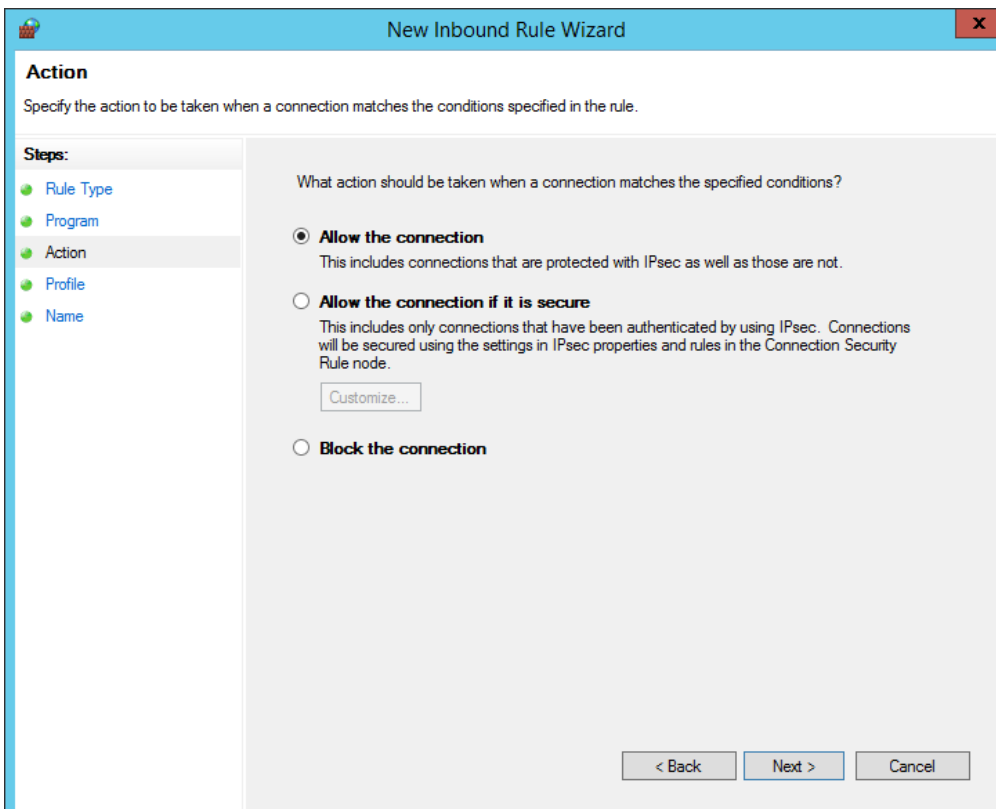 New Inbound Rule Wizard
x
Action
Specify the action to be taken when a connection matches the conditions specified in the rule.
Steps:
Rule Type
Program
Action
Profile
Name
What action should be taken when a connection matches the specified conditions?
Allow the connection
This includes connections that are protected with IPsec as well as those are not.
Allow the connection if it is secure
This includes only connections that have been authenticated by using IPsec. Connections
will be secured using the settings in IPsec properties and rules in the Connection Security
Rule node.
Customize...
Block the connection
< Back
Next >
Cancel